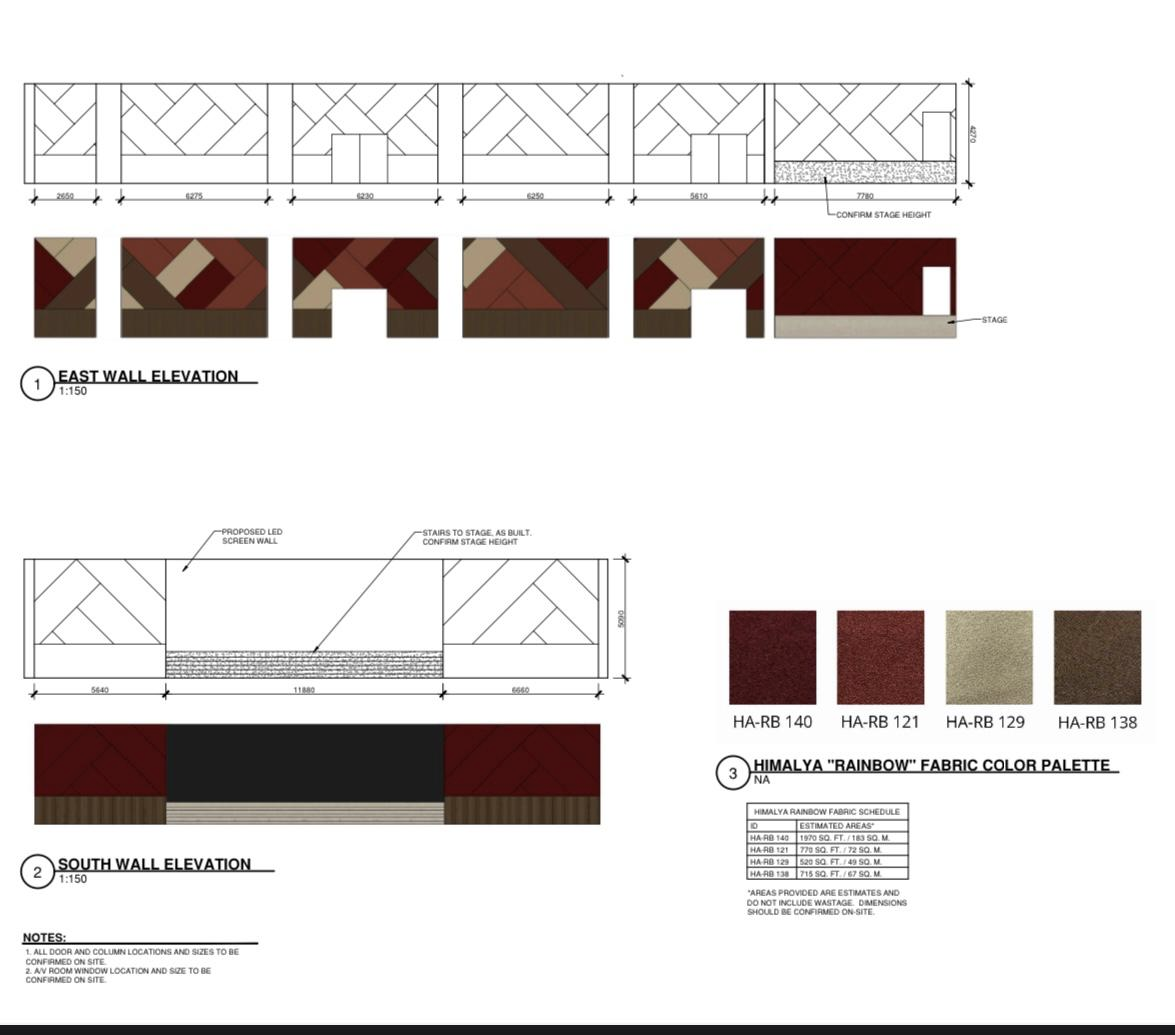 4270
2650
6275
6230
6250
5610
7780
CONFIRM STAGE HEIGHT
STAGE
1
EAST WALL ELEVATION
1:150
PROPOSED LED
SCREEN WALL
STAIRS TO STAGE, AS BUILT.
CONFIRM STAGE HEIGHT
5640
11880
6660
2
SOUTH WALL ELEVATION
1:150
NOTES:
1. ALL DOOR AND COLUMN LOCATIONS AND SIZES TO BE
CONFIRMED ON SITE.
2. A/V ROOM WINDOW LOCATION AND SIZE TO BE
CONFIRMED ON SITE.
HA-RB 140
HA-RB 121
HA-RB 129
HA-RB 138
3
HIMALYA "RAINBOW" FABRIC COLOR PALETTE
NA
HIMALYA RAINBOW FABRIC SCHEDULE
ID ESTIMATED AREAS*
HA-RB 140 1970 SQ. FT. / 183 SQ. M.
HA-RB 121 770 SQ. FT. / 72 SQ. M.
HA-RB 129 520 SQ. FT. / 49 SQ. M.
HA-RB 138 715 SQ. FT. / 67 SQ. M.
*AREAS PROVIDED ARE ESTIMATES AND
DO NOT INCLUDE WASTAGE. DIMENSIONS
SHOULD BE CONFIRMED ON-SITE.